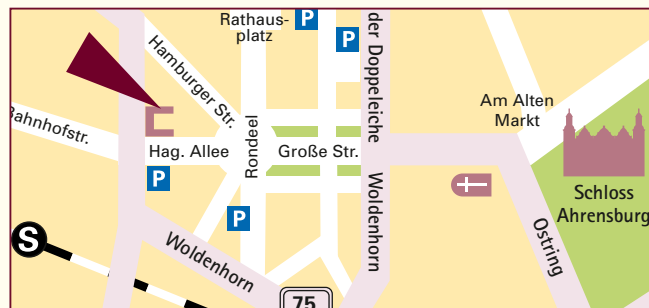 Rathaus-
platz
P
P
der Doppeleiche
Hamburger Str.
Am Alten
Markt
Bahnhofstr.
Hag. Allee
Rondeel
Große Str.
P
Woldenhorn
Schloss
Ahrensburg
P
Ostring
S
Woldenhorn
75